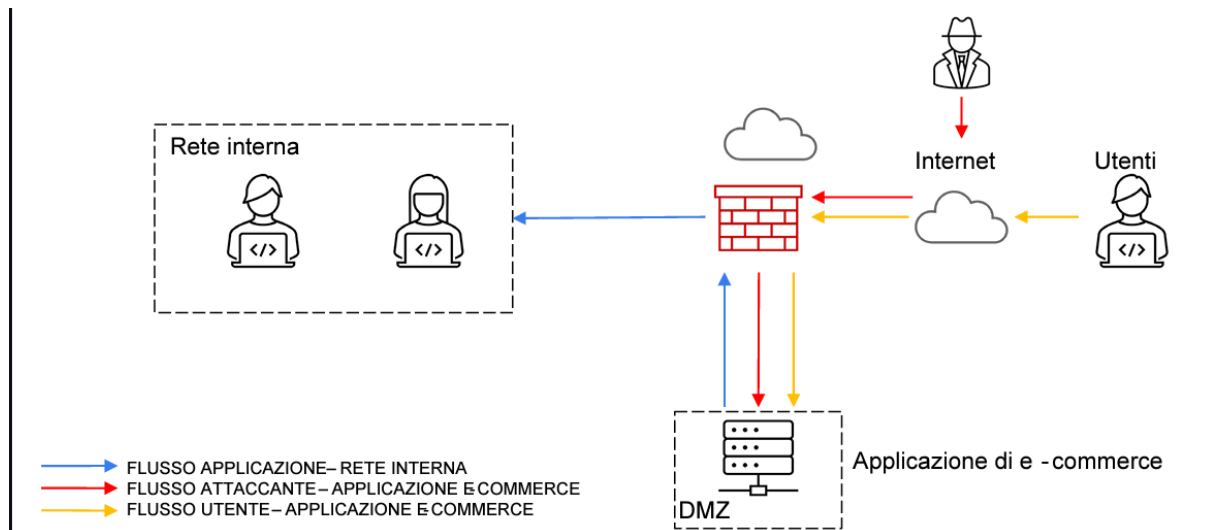 Rete interna
Internet
Utenti
</>
</>
</>
Applicazione di e -commerce
DMZ
FLUSSO APPLICAZIONE– RETE INTERNA
FLUSSO ATTACCANTE – APPLICAZIONE E-COMMERCE
FLUSSO UTENTE – APPLICAZIONE E-COMMERCE